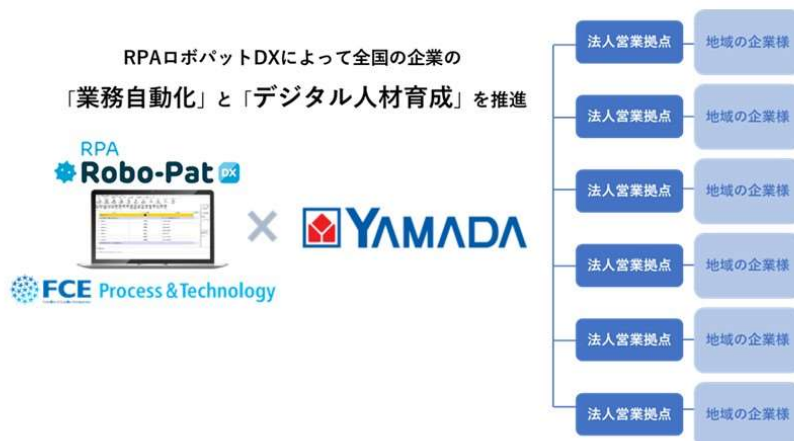 RPAロボパットDXによって全国の企業の
「業務自動化」と「デジタル人材育成」を推進
RPA
Robo-Pat DX
×
YAMADA
FCE Process & Technology
法人営業拠点 地域の企業様
法人営業拠点 地域の企業様
法人営業拠点 地域の企業様
法人営業拠点 地域の企業様
法人営業拠点 地域の企業様
法人営業拠点 地域の企業様